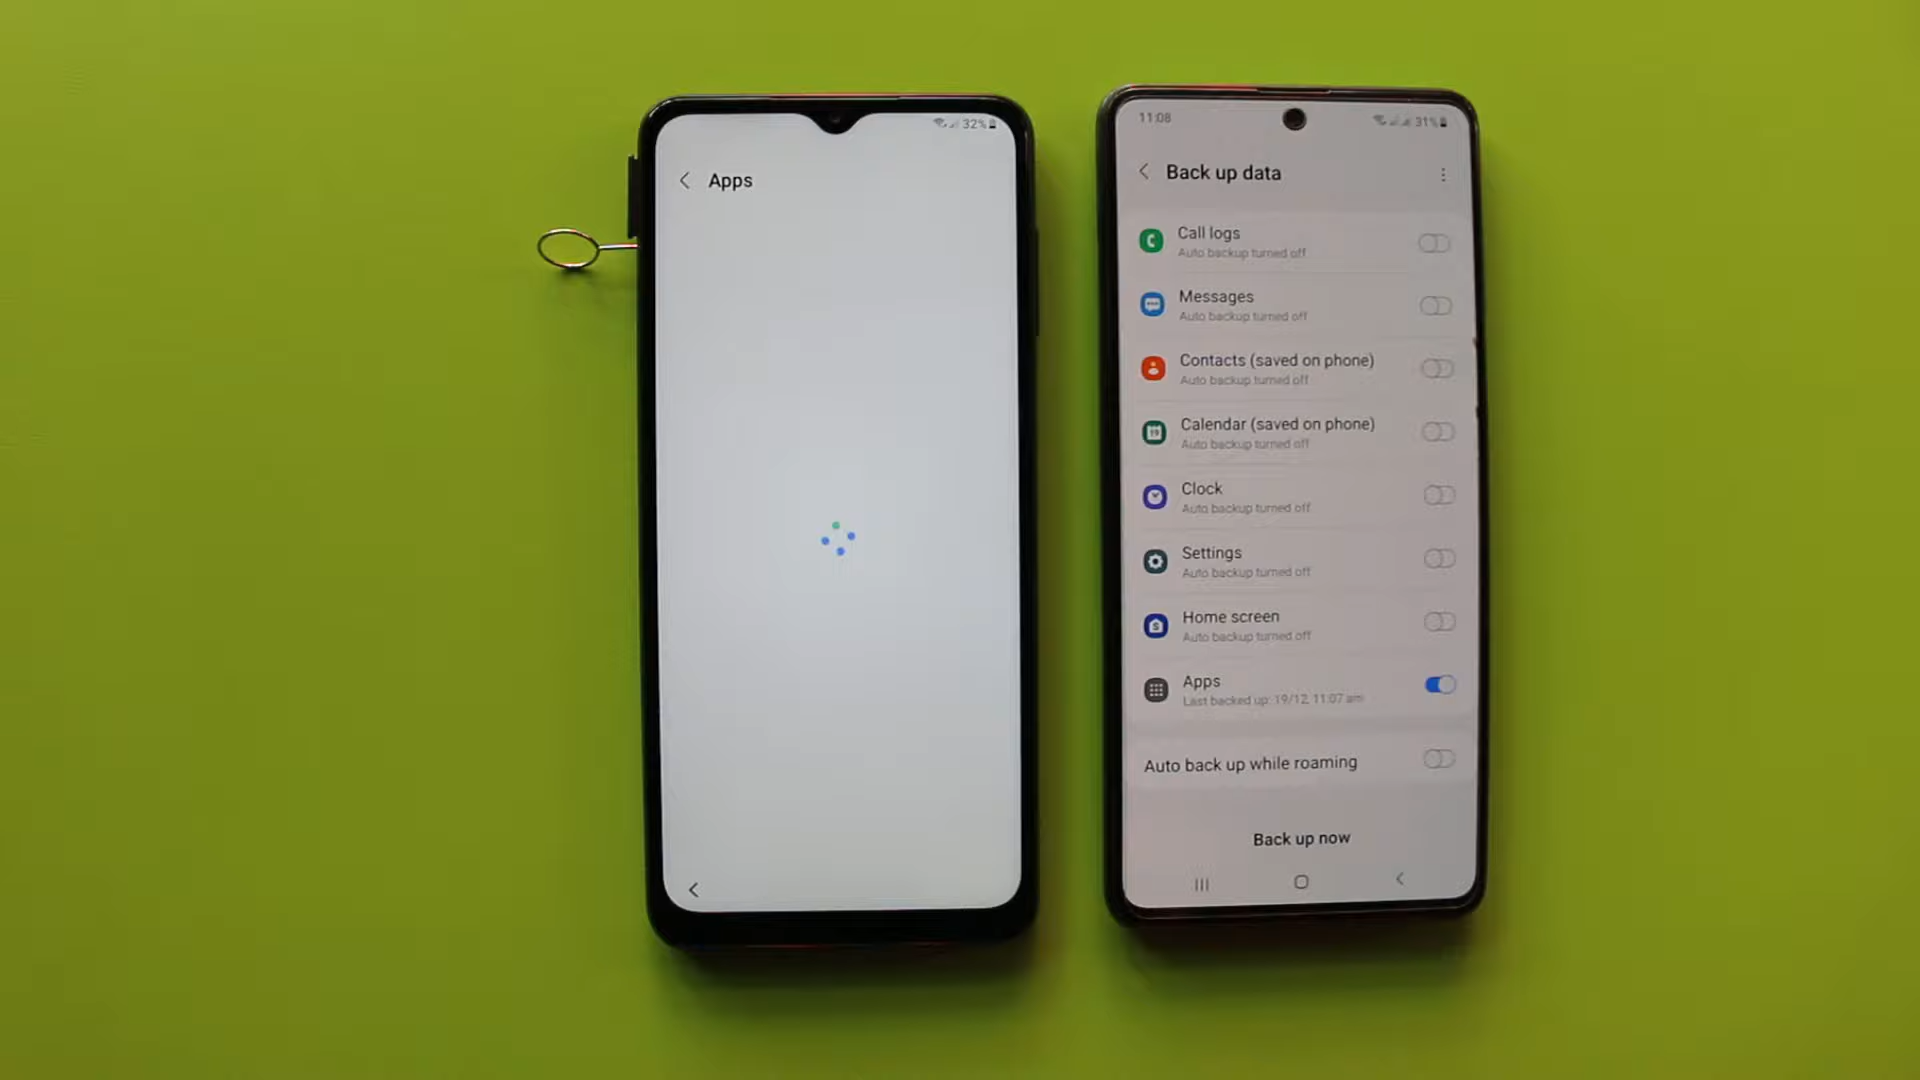 32%
Apps
11:08
31%
Back up data
Call logs
Auto backup turned off
Messages
Auto backup turned off
Contacts (saved on phone)
Auto backup turned off
Calendar (saved on phone)
Auto backup turned off
Clock
Auto backup turned off
Settings
Auto backup turned off
Home screen
Auto backup turned off
Apps
Last backed up: 19/12, 11:07 am
Auto back up while roaming
Back up now